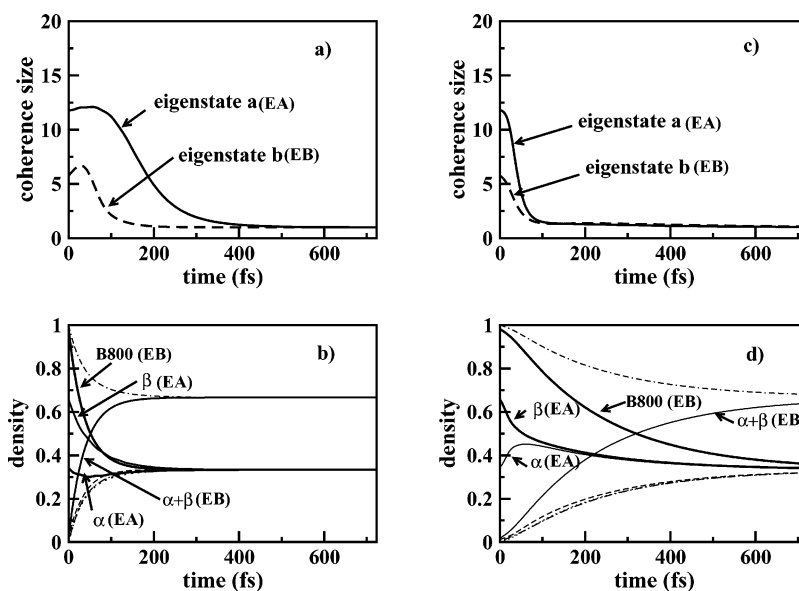 20
15
10
5
0
coherence size
a)
eigenstate a(EA)
eigenstate b(EB)
0 200 400 600
time (fs)
20
15
10
5
0
coherence size
c)
eigenstate a (EA)
eigenstate b (EB)
0 200 400 600
time (fs)
1
0.8
0.6
0.4
0.2
0
density
b)
B800 (EB)
β (EA)
α+β (EB)
α (EA)
0 200 400 600
time (fs)
1
0.8
0.6
0.4
0.2
0
density
d)
B800 (EB)
β (EA)
α+β (EB
α (EA)
0 200 400 600
time (fs)